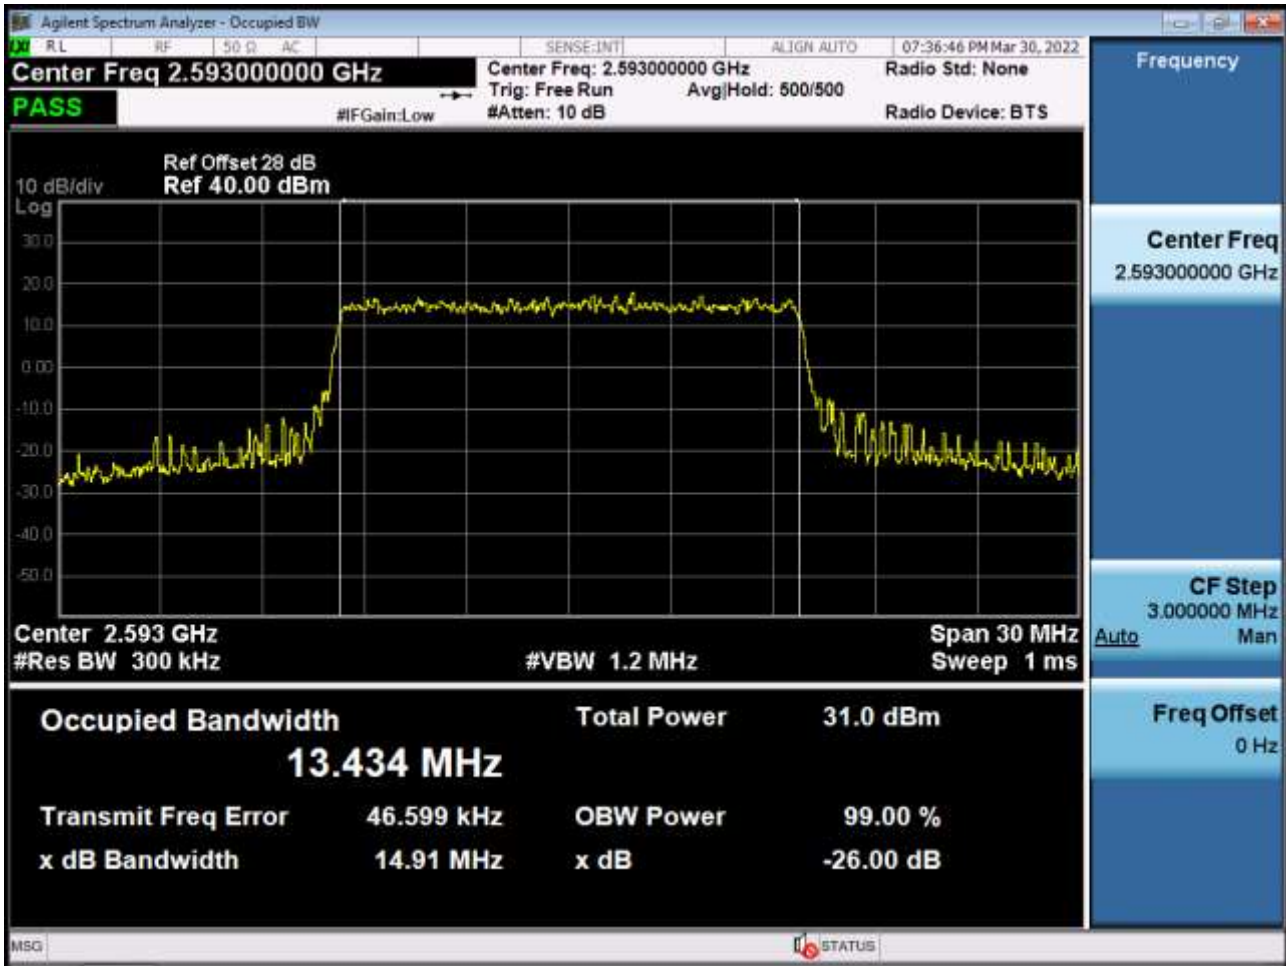 Agilent Spectrum Analyzer - Occupied BW
LXI RL RF 50 Ω AC SENSE:INT ALIGN AUTO 07:36:46 PM Mar 30, 2022
Center Freq 2.593000000 GHz
PASS
#IFGain:Low
Center Freq: 2.593000000 GHz
Trig: Free Run Avg|Hold: 500/500
#Atten: 10 dB
Radio Std: None
Radio Device: BTS
Ref Offset 28 dB
10 dB/div Ref 40.00 dBm
Log
30.0
20.0
10.0
0.00
-10.0
-20.0
-30.0
-40.0
-50.0
Center 2.593 GHz Span 30 MHz
#Res BW 300 kHz #VBW 1.2 MHz Sweep 1 ms
Occupied Bandwidth Total Power 31.0 dBm
13.434 MHz
Transmit Freq Error 46.599 kHz OBW Power 99.00 %
x dB Bandwidth 14.91 MHz x dB -26.00 dB
Frequency
Center Freq
2.593000000 GHz
CF Step
3.000000 MHz
Auto Man
Freq Offset
0 Hz
MSG STATUS